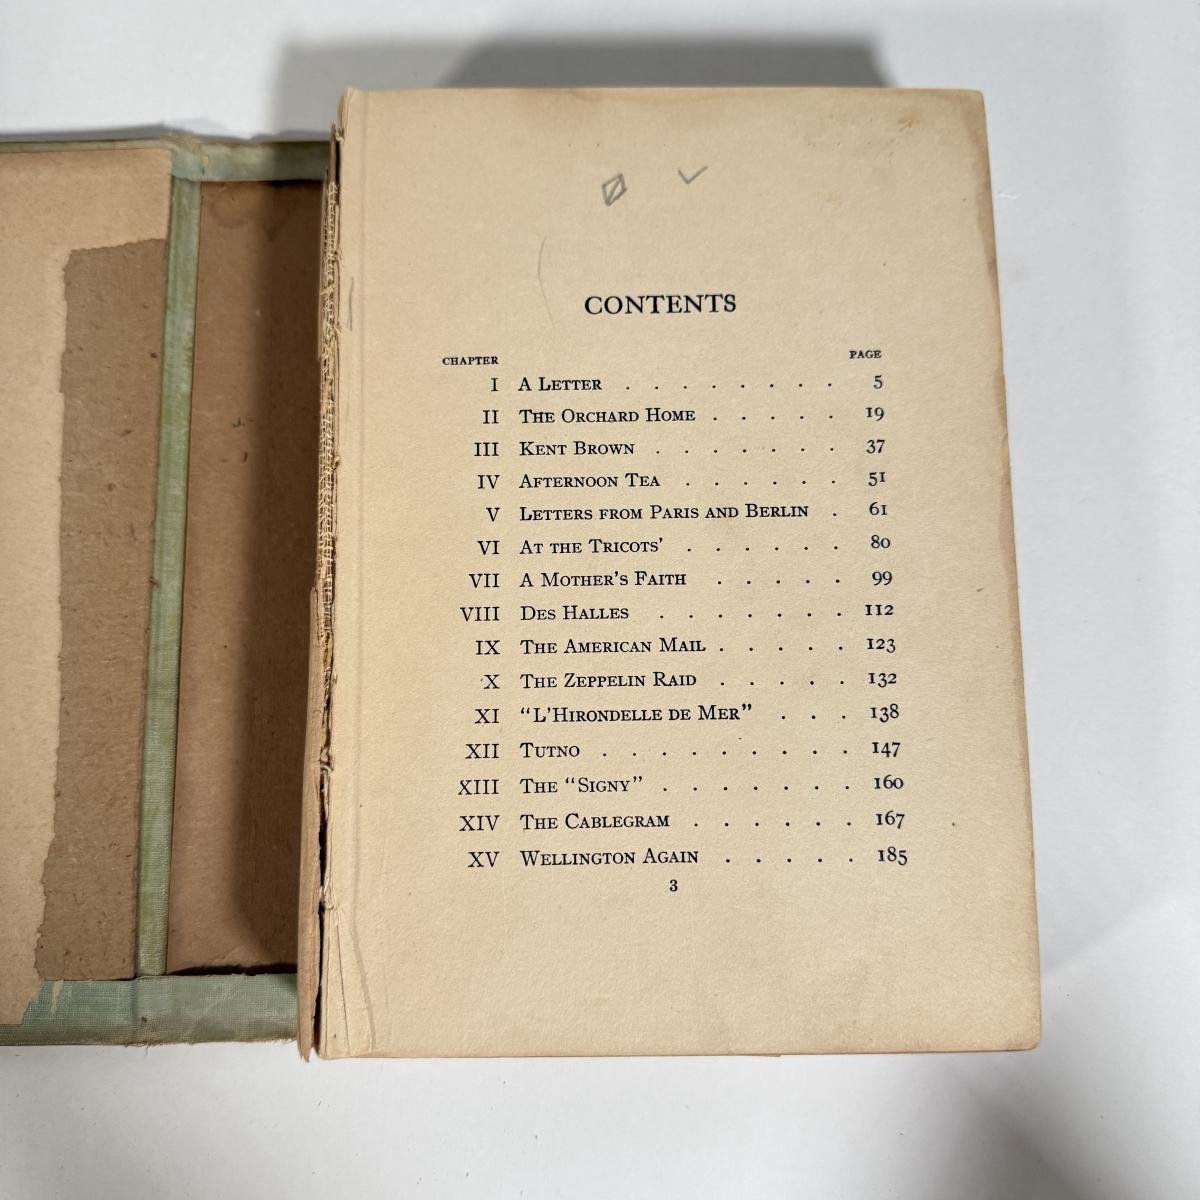 CONTENTS
CHAPTER PAGE
I A LETTER . . . . . . . . 5
II THE ORCHARD HOME . . . . . 19
III KENT BROWN . . . . . . . 37
IV AFTERNOON TEA . . . . . . 51
V LETTERS FROM PARIS AND BERLIN . 61
VI AT THE TRICOTS' . . . . . . 80
VII A MOTHER'S FAITH . . . . . 99
VIII DES HALLES . . . . . . . 112
IX THE AMERICAN MAIL . . . . . 123
X THE ZEPPELIN RAID . . . . . 132
XI "L'HIRONDELLE DE MER" . . . 138
XII TUTNO . . . . . . . . . 147
XIII THE "SIGNY" . . . . . . . 160
XIV THE CABLEGRAM . . . . . . 167
XV WELLINGTON AGAIN . . . . . 185
3